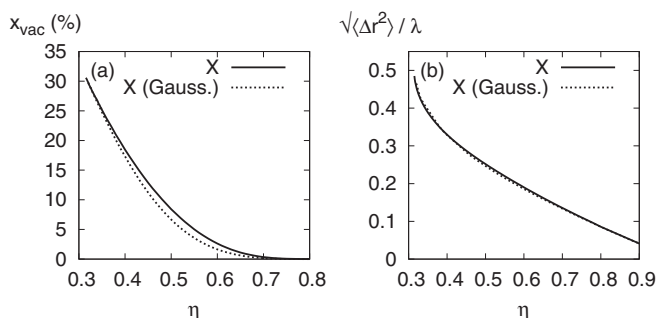 x_vac (%)
35
30
25
20
15
10
5
0
(a)
X
X (Gauss.)
0.3 0.4 0.5 0.6 0.7 0.8
η
√⟨Δr²⟩ / λ
0.5
0.4
0.3
0.2
0.1
0
(b)
X
X (Gauss.)
0.3 0.4 0.5 0.6 0.7 0.8 0.9
η